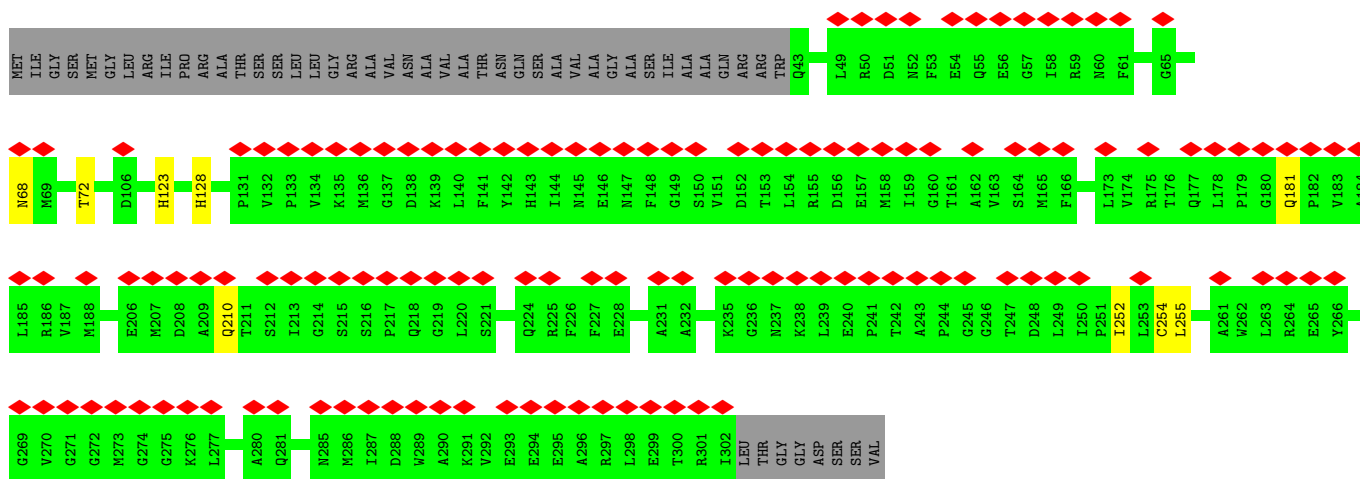 MET ILE GLY SER MET GLY LEU ARG ILE PRO ARG ALA THR SER SER LEU LEU GLY ARG ALA VAL ASN ALA VAL ALA THR ASN GLN SER ALA VAL ALA GLY ALA SER ILE ALA ALA GLN ARG ARG TRP Q43 L49 R50 D51 N52 F53 E54 Q55 E56 G57 I58 R59 N60 F61 G65
N68 M69 T72 D106 H123 H128 P131 V132 P133 V134 K135 M136 G137 D138 K139 L140 F141 Y142 H143 I144 N145 E146 N147 F148 G149 S150 V151 D152 T153 L154 R155 D156 E157 M158 I159 G160 T161 A162 V163 S164 M165 F166 L173 V174 R175 T176 Q177 L178 P179 G180 Q181 P182 V183 A184
L185 R186 V187 M188 E206 M207 D208 A209 Q210 T211 S212 I213 G214 S215 S216 P217 Q218 L219 L220 S221 Q224 R225 F226 F227 E228 A231 A232 K235 G236 N237 K238 L239 E240 P241 T242 A243 P244 G245 G246 T247 D248 L249 I250 P251 I252 L253 C254 L255 A261 W262 L263 R264 E265 Y266
G269 V270 G271 G272 M273 G274 G275 K276 L277 A280 Q281 N285 M286 I287 D288 W289 A290 K291 V292 E293 E294 E295 A296 R297 L298 E299 T300 R301 I302 LEU THR GLY GLY ASP SER SER VAL